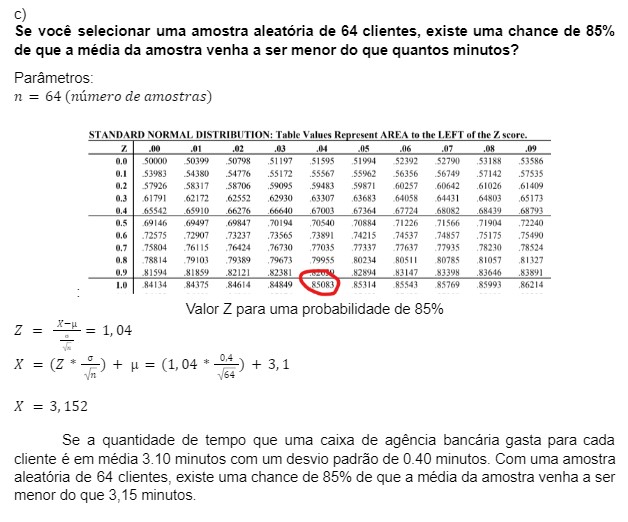 c)
Se você selecionar uma amostra aleatória de 64 clientes, existe uma chance de 85%
de que a média da amostra venha a ser menor do que quantos minutos?
Parâmetros:
n = 64 (número de amostras)
STANDARD NORMAL DISTRIBUTION: Table Values Represent AREA to the LEFT of the Z score.
Z .00 .01 .02 .03 .04 .05 .06 .07 .08 .09
0.0 .50000 .50399 .50798 .51197 .51595 .51994 .52392 .52790 .53188 .53586
0.1 .53983 .54380 .54776 .55172 .55567 .55962 .56356 .56749 .57142 .57535
0.2 .57926 .58317 .58706 .59095 .59483 .59871 .60257 .60642 .61026 .61409
0.3 .61791 .62172 .62552 .62930 .63307 .63683 .64058 .64431 .64803 .65173
0.4 .65542 .65910 .66276 .66640 .67003 .67364 .67724 .68082 .68439 .68793
0.5 .69146 .69497 .69847 .70194 .70540 .70884 .71226 .71566 .71904 .72240
0.6 .72575 .72907 .73237 .73565 .73891 .74215 .74537 .74857 .75175 .75490
0.7 .75804 .76115 .76424 .76730 .77035 .77337 .77637 .77935 .78230 .78524
0.8 .78814 .79103 .79389 .79673 .79955 .80234 .80511 .80785 .81057 .81327
0.9 .81594 .81859 .82121 .82381 .82639 .82894 .83147 .83398 .83646 .83891
1.0 .84134 .84375 .84614 .84849 .85083 .85314 .85543 .85769 .85993 .86214
:
Valor Z para uma probabilidade de 85%
Z = X−μ / σ/√n = 1,04
X = (Z * σ/√n) + μ = (1,04 * 0,4/√64) + 3,1
X = 3,152
Se a quantidade de tempo que uma caixa de agência bancária gasta para cada
cliente é em média 3.10 minutos com um desvio padrão de 0.40 minutos. Com uma amostra
aleatória de 64 clientes, existe uma chance de 85% de que a média da amostra venha a ser
menor do que 3,15 minutos.